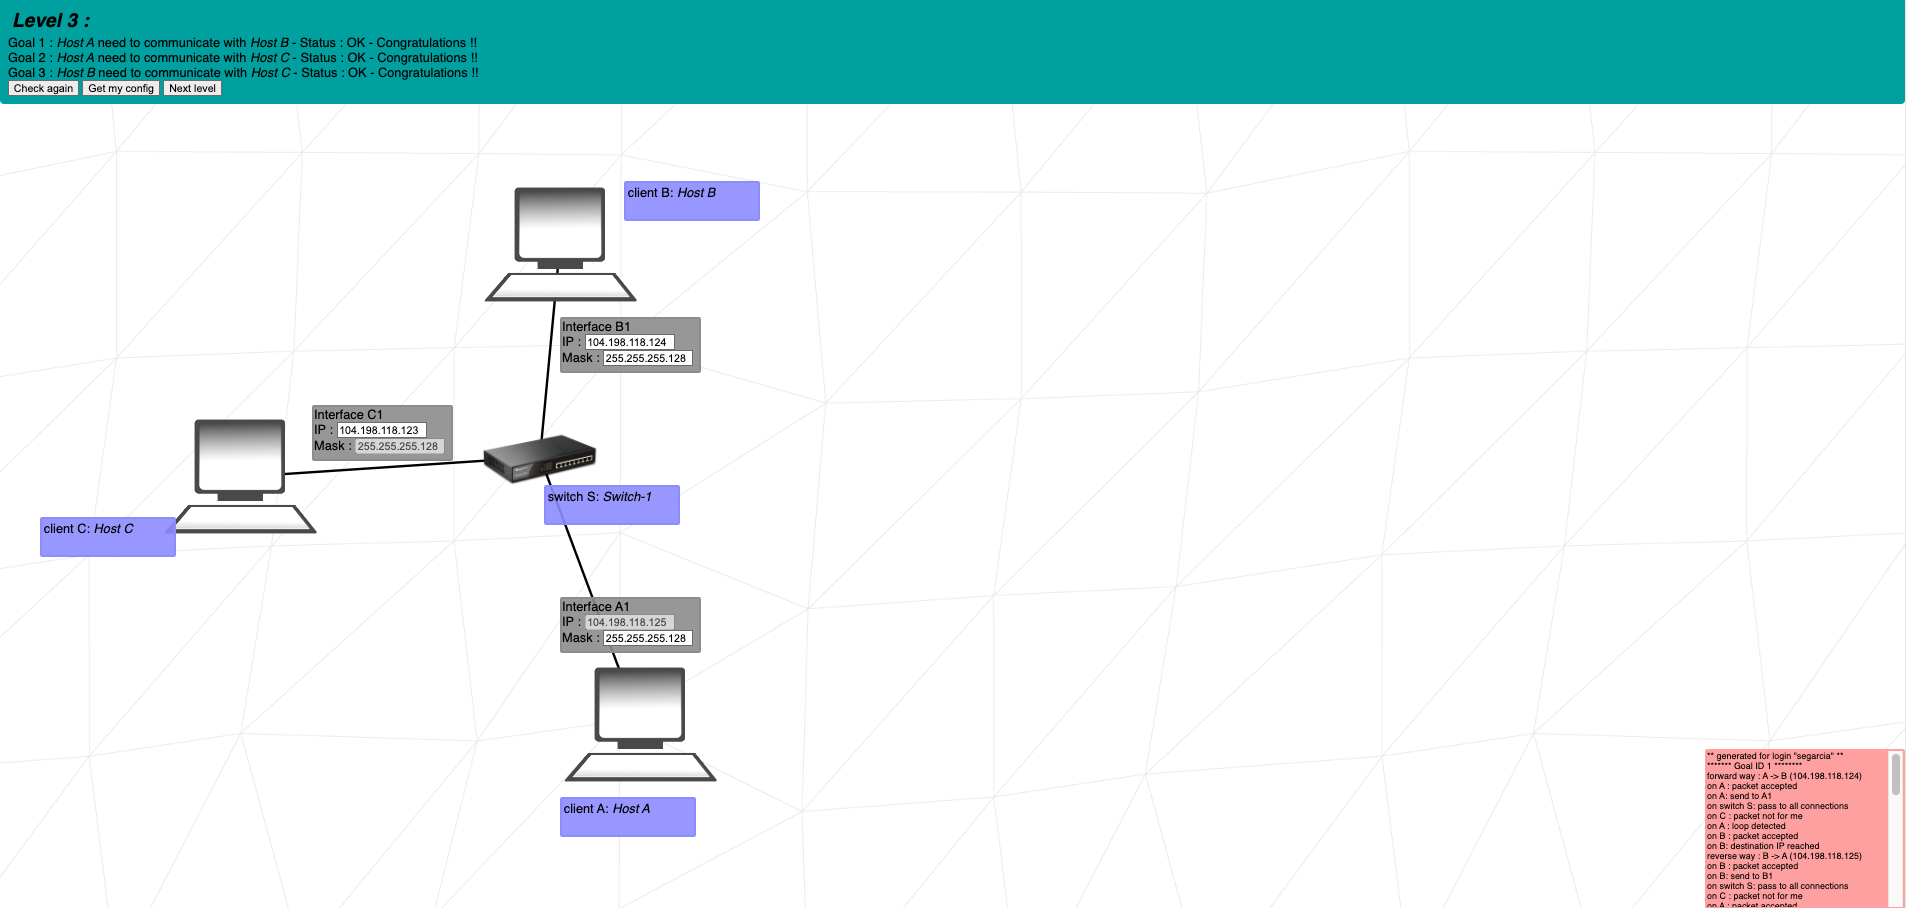 Level 3 :
Goal 1 : Host A need to communicate with Host B - Status : OK - Congratulations !!
Goal 2 : Host A need to communicate with Host C - Status : OK - Congratulations !!
Goal 3 : Host B need to communicate with Host C - Status : OK - Congratulations !!
Check again Get my config Next level
client B: Host B
Interface B1
IP : 104.198.118.124
Mask : 255.255.255.128
Interface C1
IP : 104.198.118.123
Mask : 255.255.255.128
switch S: Switch-1
client C: Host C
Interface A1
IP : 104.198.118.125
Mask : 255.255.255.128
client A: Host A
** generated for login "segarcia" **
******* Goal ID 1 ********
forward way : A -> B (104.198.118.124)
on A : packet accepted
on A: send to A1
on switch S: pass to all connections
on C : packet not for me
on A : loop detected
on B : packet accepted
on B: destination IP reached
reverse way : B -> A (104.198.118.125)
on B : packet accepted
on B: send to B1
on switch S: pass to all connections
on C : packet not for me
on A : packet accepted